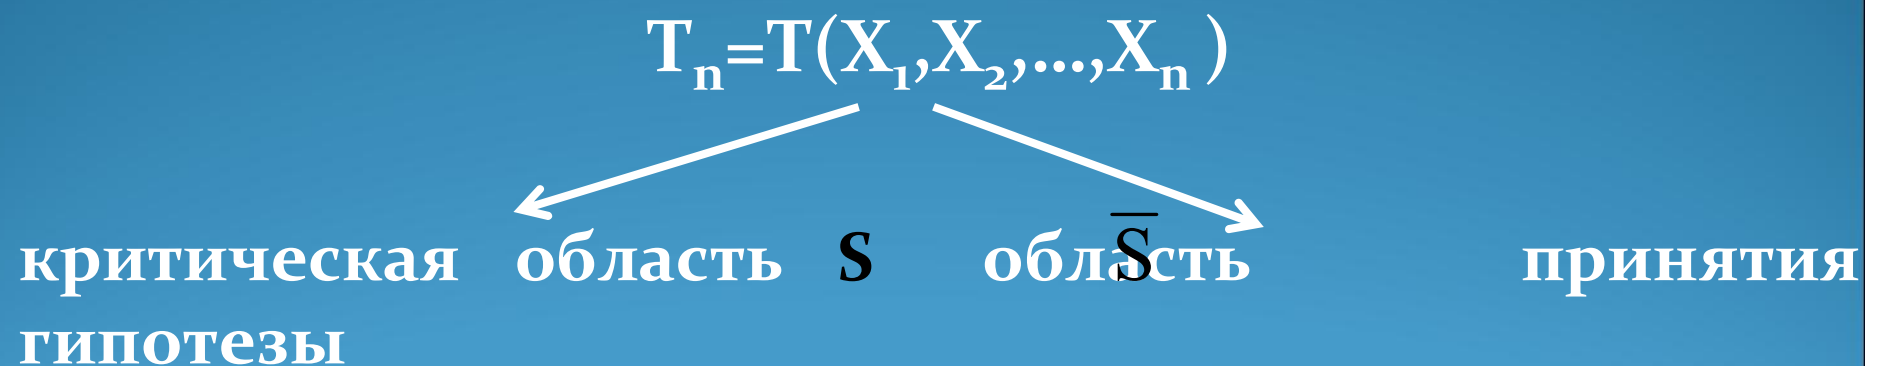 Tₙ=T(X₁,X₂,...,Xₙ )
критическая область S область S̅ принятия
гипотезы